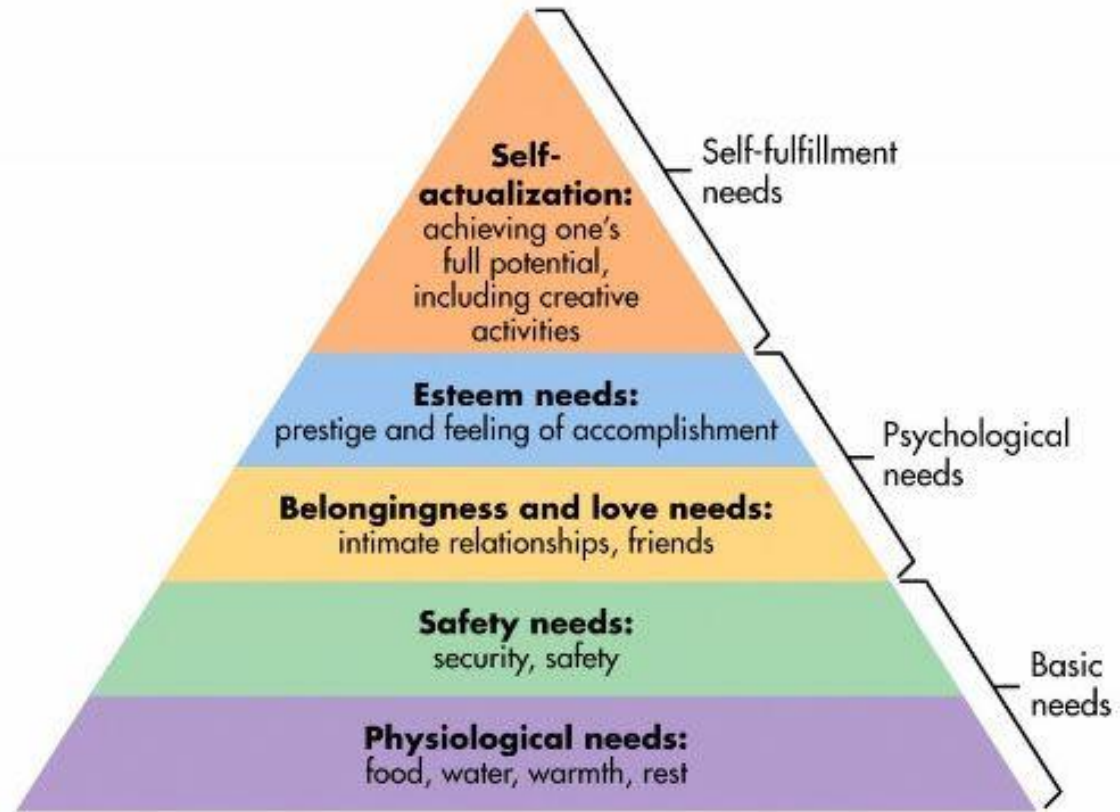 Self-
actualization:
achieving one's
full potential,
including creative
activities
Self-fulfillment
needs
Esteem needs:
prestige and feeling of accomplishment
Psychological
needs
Belongingness and love needs:
intimate relationships, friends
Safety needs:
security, safety
Basic
needs
Physiological needs:
food, water, warmth, rest